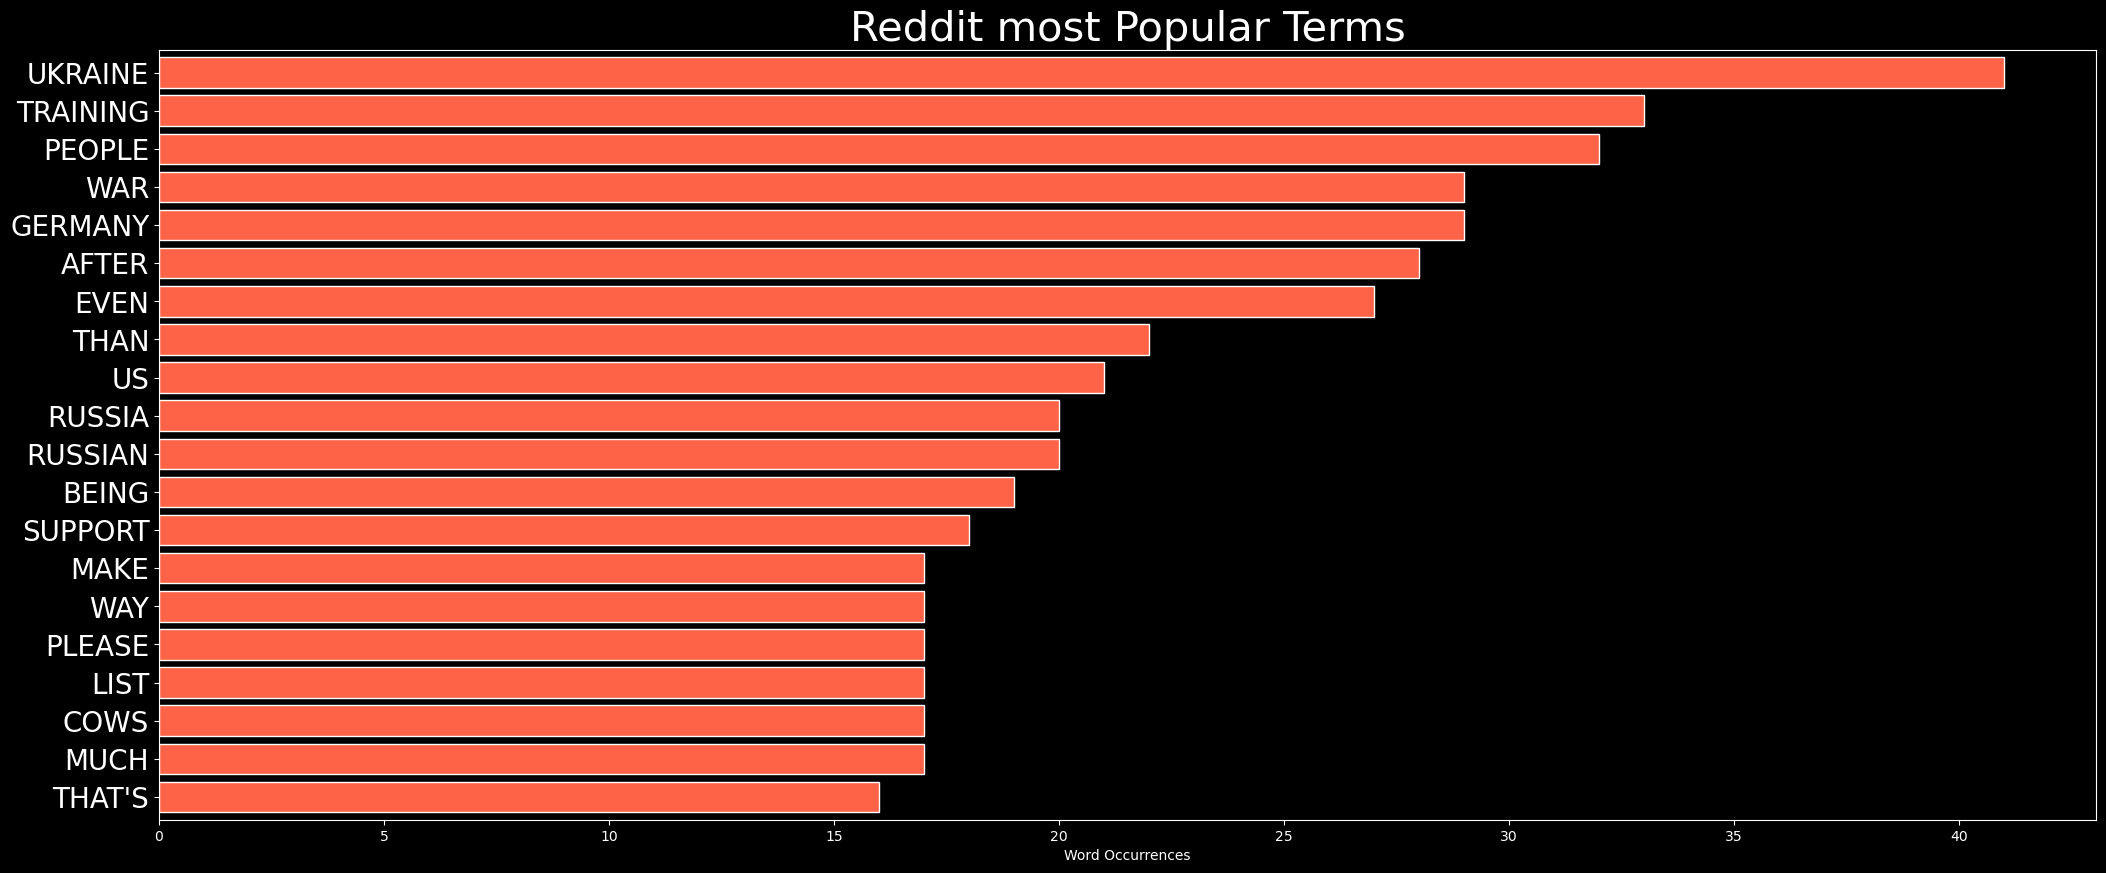 Reddit most Popular Terms
UKRAINE
TRAINING
PEOPLE
WAR
GERMANY
AFTER
EVEN
THAN
US
RUSSIA
RUSSIAN
BEING
SUPPORT
MAKE
WAY
PLEASE
LIST
COWS
MUCH
THAT'S
0 5 10 15 20 25 30 35 40
Word Occurrences